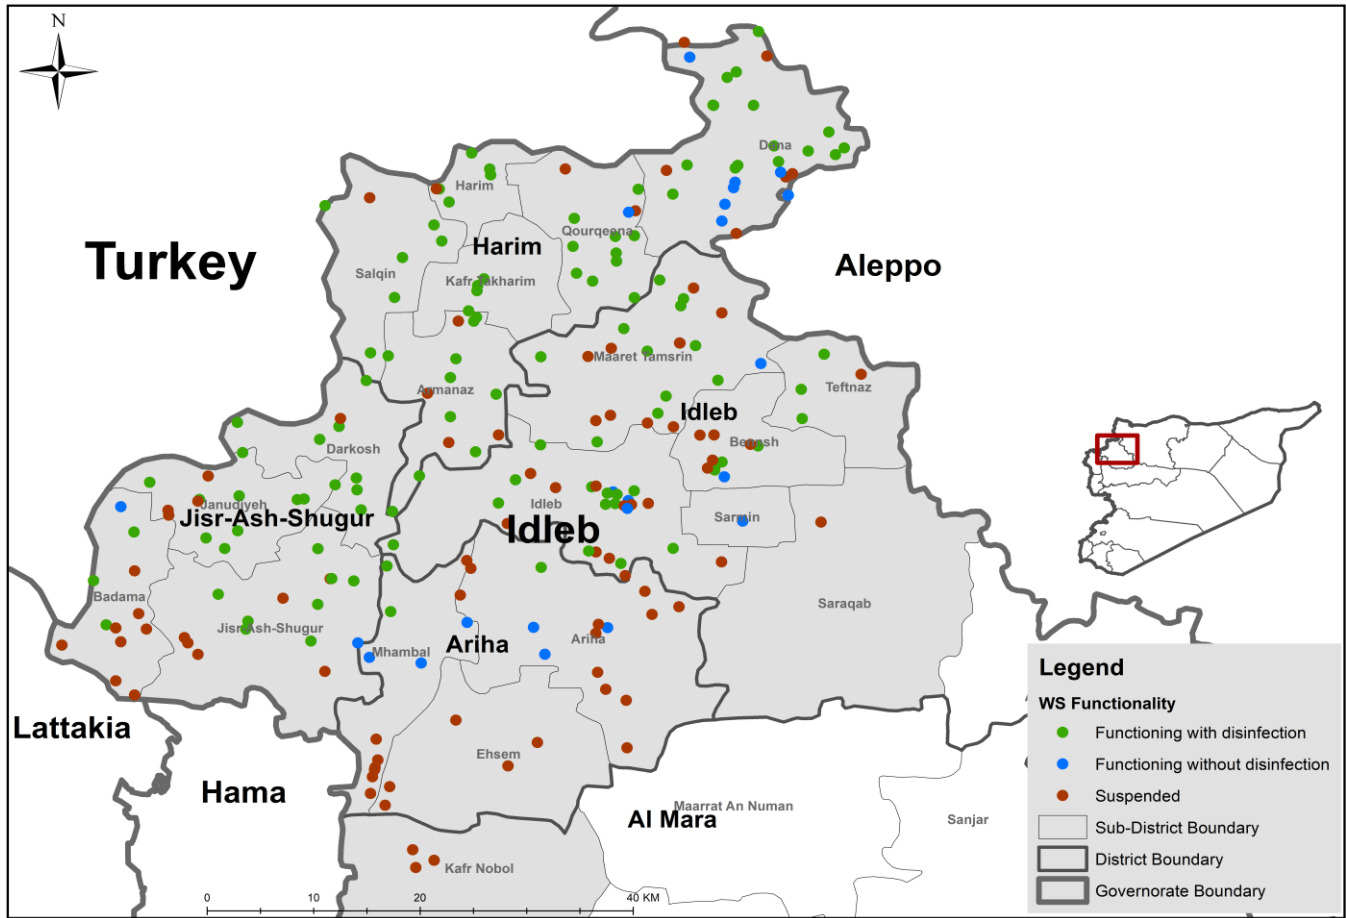 N
Dana
Harim
Turkey
Qourqeena
Harim
Aleppo
Salqin
Kafr Takharim
Maaret Tamsrin
Teftnaz
Armanaz
Idleb
Benash
Darkosh
Janudiyeh
Idleb
Jisr-Ash-Shugur
Sarmin
Idleb
Badama
Saraqab
Jisr-Ash-Shugur
Ariha
Mhambal
Ariha
Lattakia
Ehsem
Hama
Maarrat An Numan
Al Mara
Sanjar
Kafr Nobol
0 10 20 40 KM
Legend
WS Functionality
Functioning with disinfection
Functioning without disinfection
Suspended
Sub-District Boundary
District Boundary
Governorate Boundary